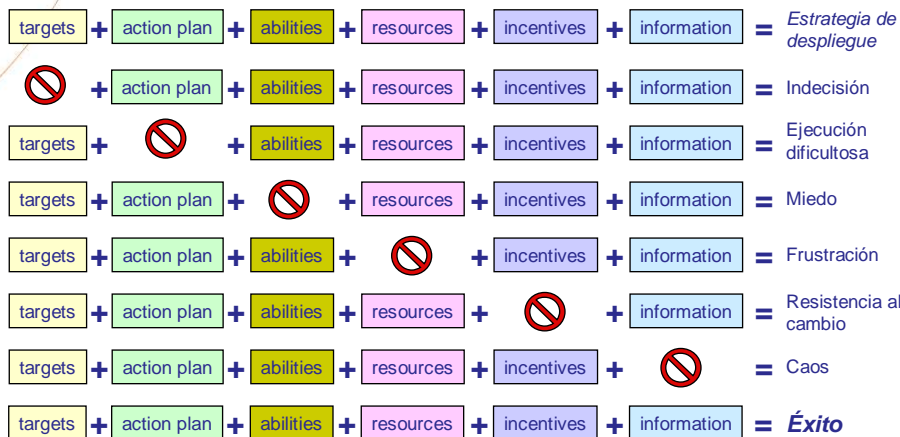 targets + action plan + abilities + resources + incentives + information = Estrategia de
despliegue
+ action plan + abilities + resources + incentives + information = Indecisión
targets + + abilities + resources + incentives + information = Ejecución
dificultosa
targets + action plan + + resources + incentives + information = Miedo
targets + action plan + abilities + + incentives + information = Frustración
targets + action plan + abilities + resources + + information = Resistencia al
cambio
targets + action plan + abilities + resources + incentives + = Caos
targets + action plan + abilities + resources + incentives + information = Éxito